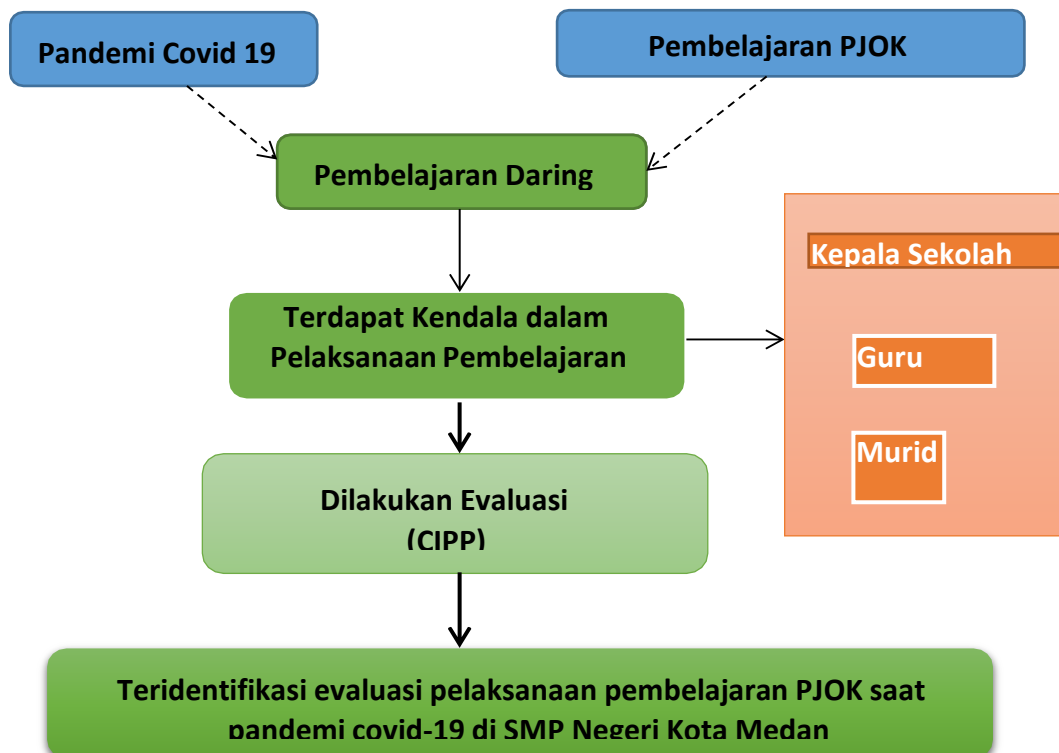 Pandemi Covid 19
Pembelajaran PJOK
Pembelajaran Daring
Kepala Sekolah
Terdapat Kendala dalam
Pelaksanaan Pembelajaran
Guru
Murid
Dilakukan Evaluasi
(CIPP)
Teridentifikasi evaluasi pelaksanaan pembelajaran PJOK saat
pandemi covid-19 di SMP Negeri Kota Medan